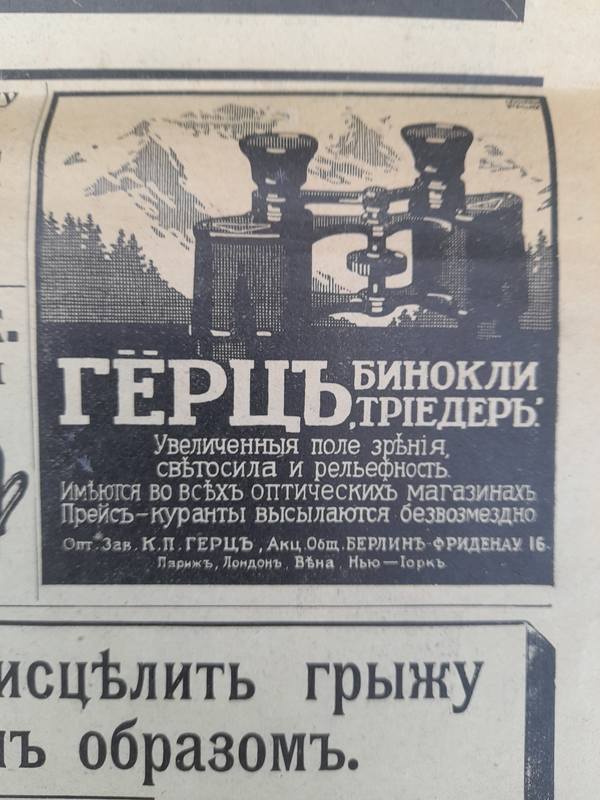 ГЁРЦЪ БИНОКЛИ
„ТРІЕДЕРЪ“
Увеличенныя поле зрѣнія,
свѣтосила и рельефность.
Имѣются во всѣхъ оптическихъ магазинахъ
Прейсъ-куранты высылаются безвозмездно
Опт. Зав. К.П. ГЕРЦЪ, Акц. Общ. БЕРЛИНЪ-ФРИДЕНАУ 16.
Парижъ, Лондонъ, Вѣна, Нью—Іоркъ
исцѣлить грыжу
образомъ.